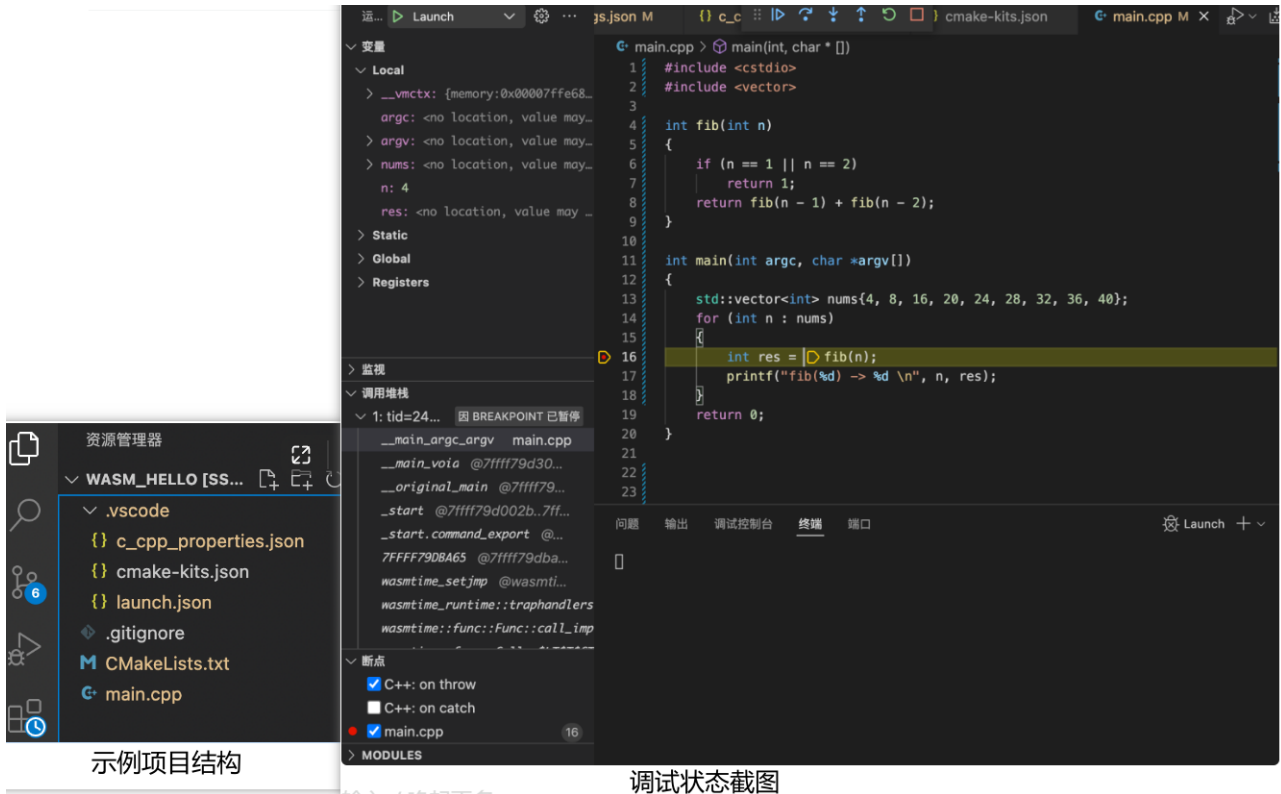 资源管理器
WASM_HELLO [SS...
.vscode
{} c_cpp_properties.json
{} cmake-kits.json
{} launch.json
.gitignore
CMakeLists.txt
main.cpp
6
示例项目结构
运... Launch
变量
Local
__vmctx: {memory:0x00007ffe68…
argc: <no location, value may…
argv: <no location, value may…
nums: <no location, value may…
n: 4
res: <no location, value may …
Static
Global
Registers
监视
调用堆栈
1: tid=24... 因 BREAKPOINT 已暂停
__main_argc_argv main.cpp
__main_void @7ffff79d30...
__original_main @7ffff79...
_start @7ffff79d002b..7ff...
_start.command_export @...
7FFFF79DBA65 @7ffff79dba...
wasmtime_setjmp @wasmti...
wasmtime_runtime::traphandlers
wasmtime::func::Func::call_imp
断点
C++: on throw
C++: on catch
main.cpp 16
MODULES
gs.json M {} c_c } cmake-kits.json main.cpp M
main.cpp > main(int, char * [])
1 #include <cstdio>
2 #include <vector>
3
4 int fib(int n)
5 {
6 if (n == 1 || n == 2)
7 return 1;
8 return fib(n - 1) + fib(n - 2);
9 }
10
11 int main(int argc, char *argv[])
12 {
13 std::vector<int> nums{4, 8, 16, 20, 24, 28, 32, 36, 40};
14 for (int n : nums)
15 {
16 int res = fib(n);
17 printf("fib(%d) -> %d \n", n, res);
18 }
19 return 0;
20 }
21
22
23
问题 输出 调试控制台 终端 端口 Launch
调试状态截图